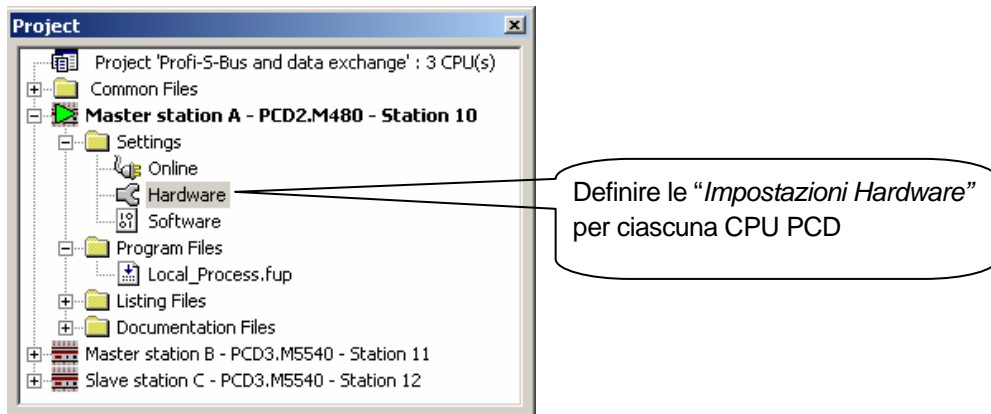 Project
Project 'Profi-S-Bus and data exchange' : 3 CPU(s)
Common Files
Master station A - PCD2.M480 - Station 10
Settings
Online
Hardware
Software
Program Files
Local_Process.fup
Listing Files
Documentation Files
Master station B - PCD3.M5540 - Station 11
Slave station C - PCD3.M5540 - Station 12
Definire le “Impostazioni Hardware”
per ciascuna CPU PCD